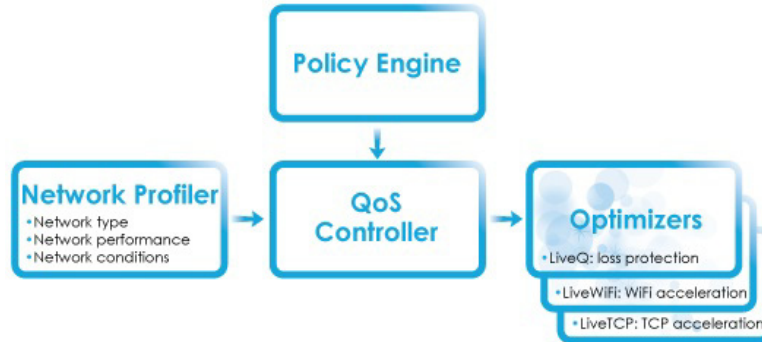 Policy Engine
Network Profiler
•Network type
•Network performance
•Network conditions
QoS
Controller
Optimizers
•LiveQ: loss protection
•LiveWiFi: WiFi acceleration
•LiveTCP: TCP acceleration